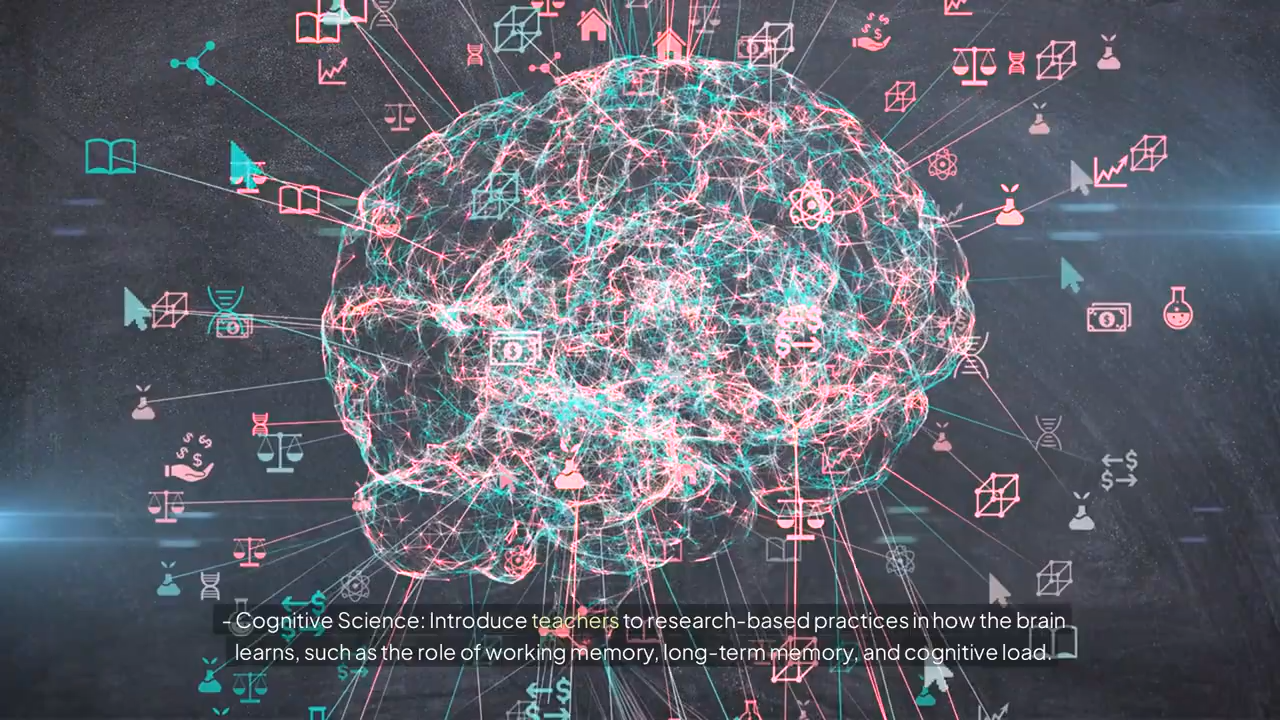 - Cognitive Science: Introduce teachers to research-based practices in how the brain
learns, such as the role of working memory, long-term memory, and cognitive load.